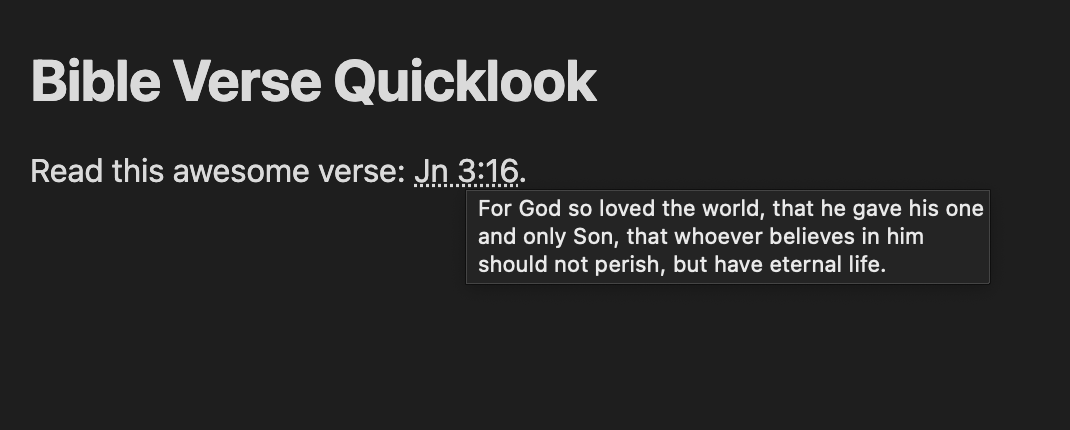 Bible Verse Quicklook
Read this awesome verse: Jn 3:16.
For God so loved the world, that he gave his one
and only Son, that whoever believes in him
should not perish, but have eternal life.